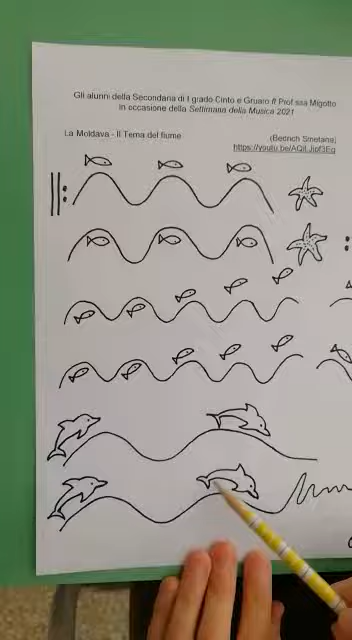 Gli alunni della Secondaria di I grado Cinto e Gruaro // Prof.ssa Migotto
in occasione della Settimana della Musica 2021
La Moldava - Il Tema del fiume
(Bedrich Smetana)